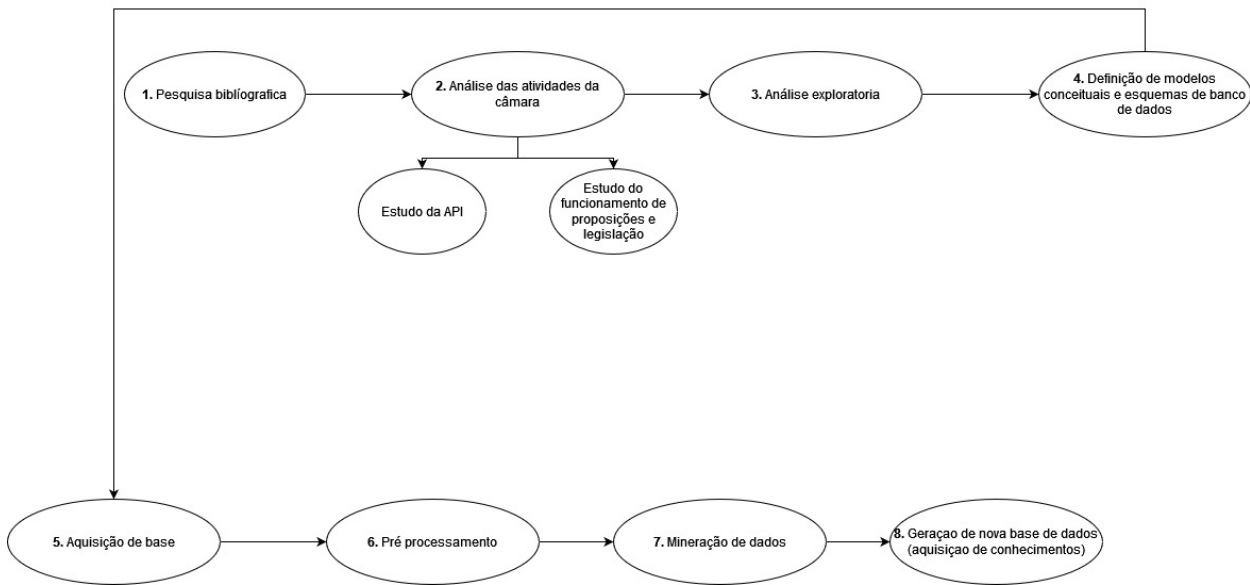 1. Pesquisa biblíografica
2. Análise das atividades da
câmara
3. Análise exploratoria
4. Definição de modelos
conceituais e esquemas de banco
de dados
Estudo da API
Estudo do
funcionamento de
proposições e
legislação
5. Aquisição de base
6. Pré processamento
7. Mineração de dados
8. Geraçao de nova base de dados
(aquisiçao de conhecimentos)